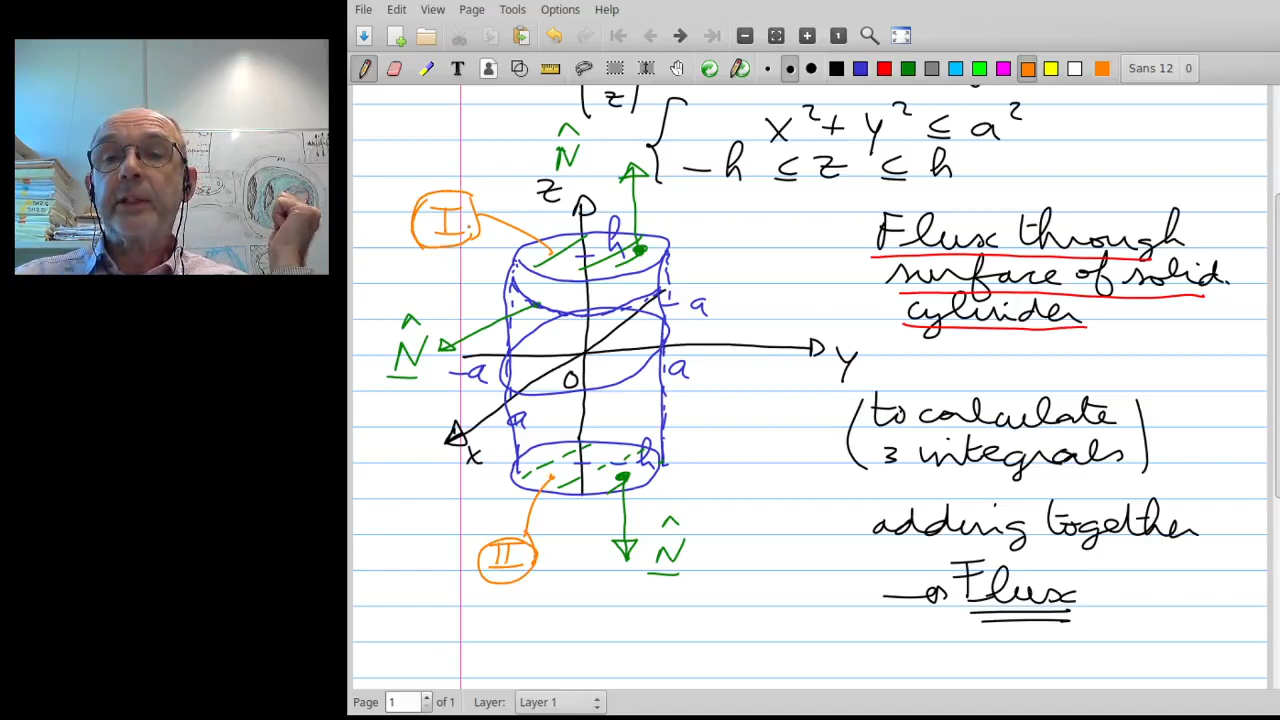 File Edit View Page Tools Options Help
Sans 12 0
(z)
x² + y² ≤ a²
-h ≤ z ≤ h
N̂
z
I.
h
Flux through
surface of solid.
cylinder
-a
N̂
-a
0
a
y
a
x
(to calculate
3 integrals)
-h
adding together
II
N̂
→ Flux
Page 1 of 1 Layer: Layer 1